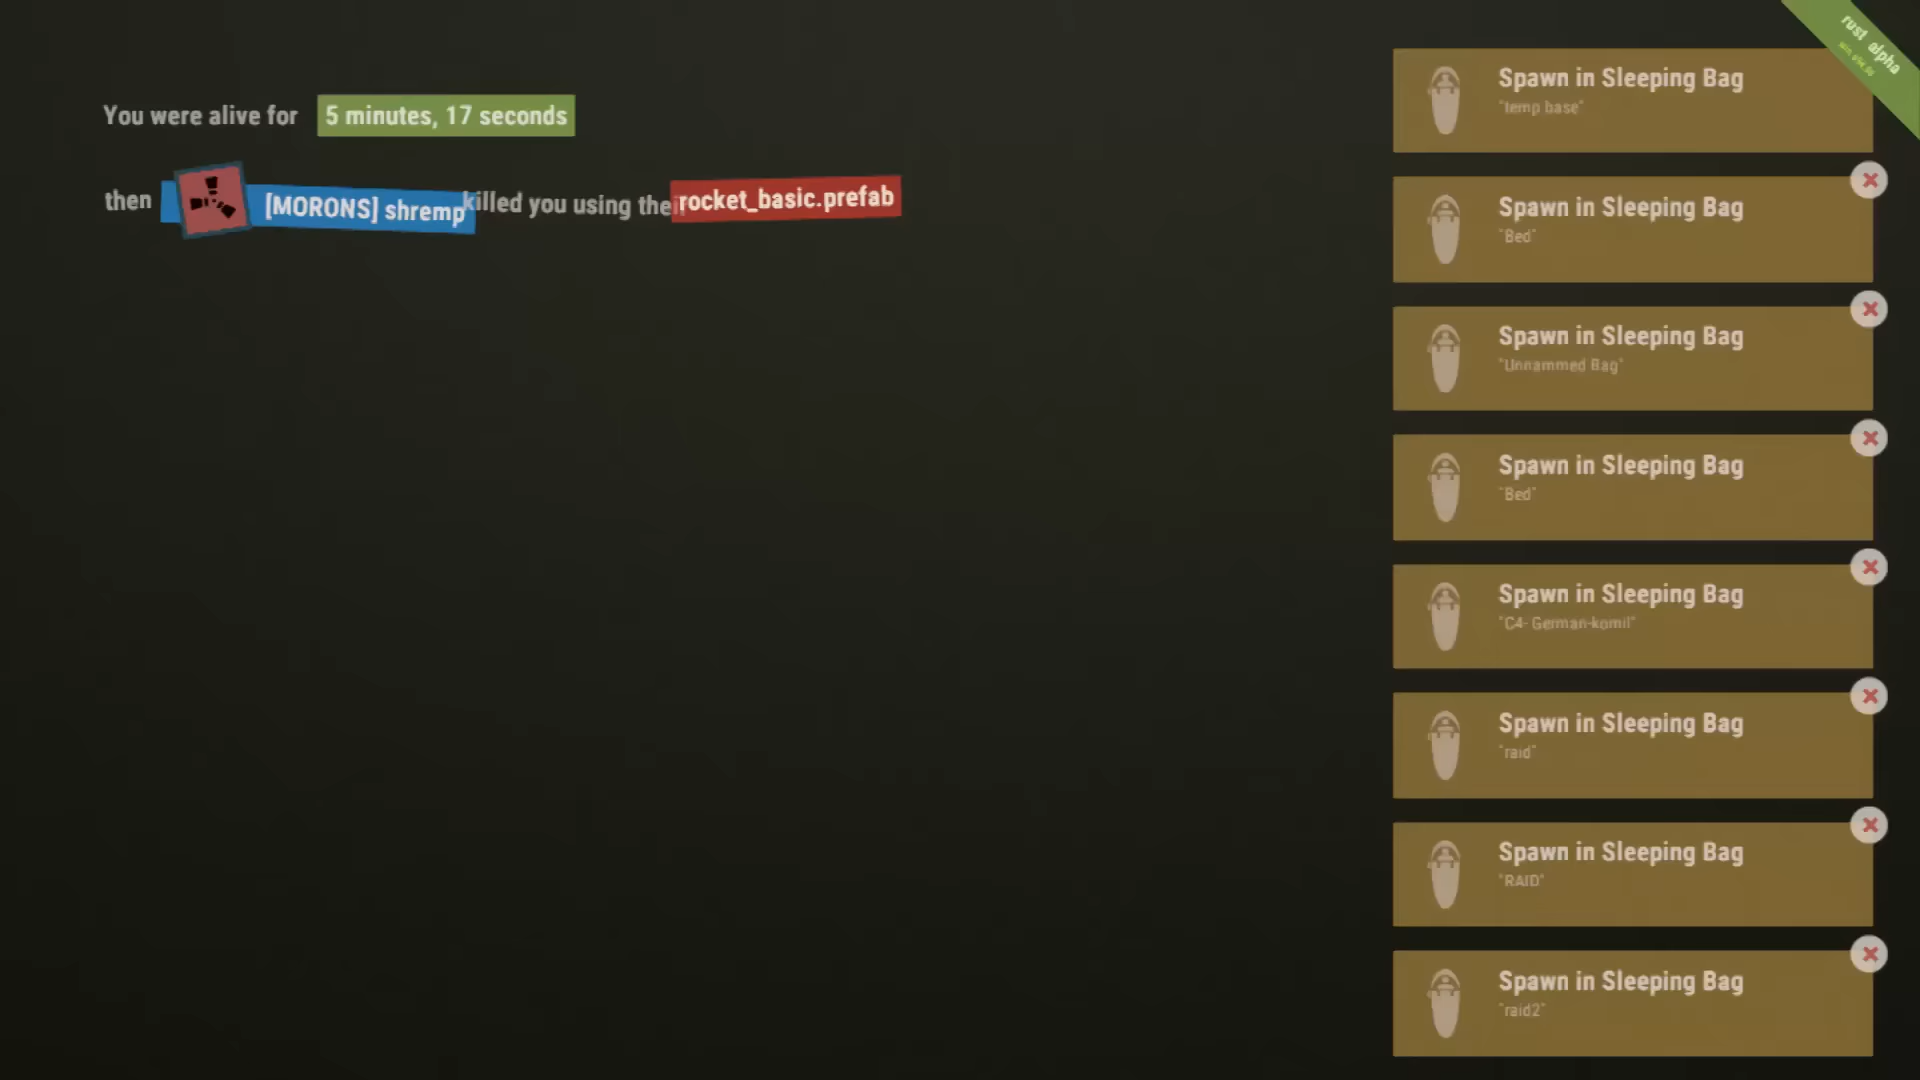 You were alive for 5 minutes, 17 seconds
then [MORONS] shremp killed you using the rocket_basic.prefab
rust alpha
Spawn in Sleeping Bag
"temp base"
Spawn in Sleeping Bag
"Bed"
Spawn in Sleeping Bag
"Unnammed Bag"
Spawn in Sleeping Bag
"Bed"
Spawn in Sleeping Bag
"C4- German-komil"
Spawn in Sleeping Bag
"raid"
Spawn in Sleeping Bag
"RAID"
Spawn in Sleeping Bag
"raid2"